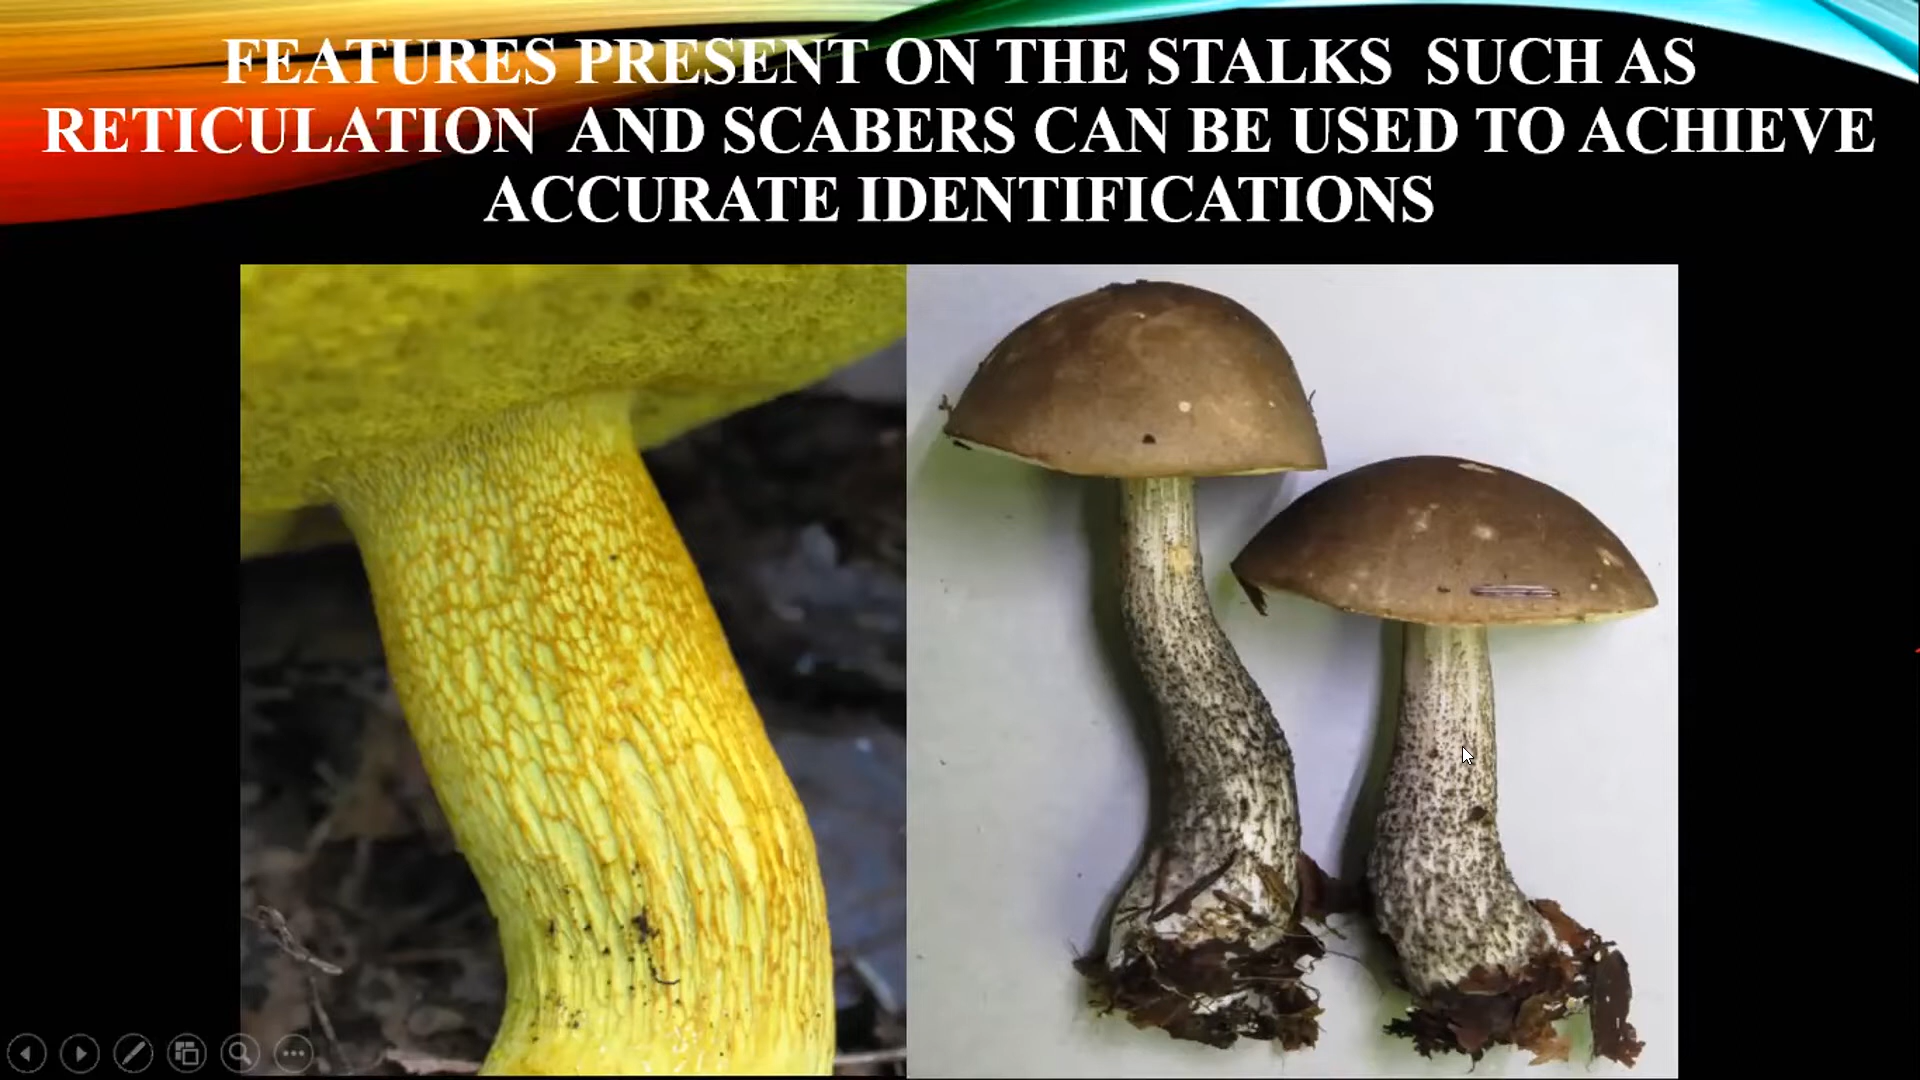 FEATURES PRESENT ON THE STALKS SUCH AS
RETICULATION AND SCABERS CAN BE USED TO ACHIEVE
ACCURATE IDENTIFICATIONS